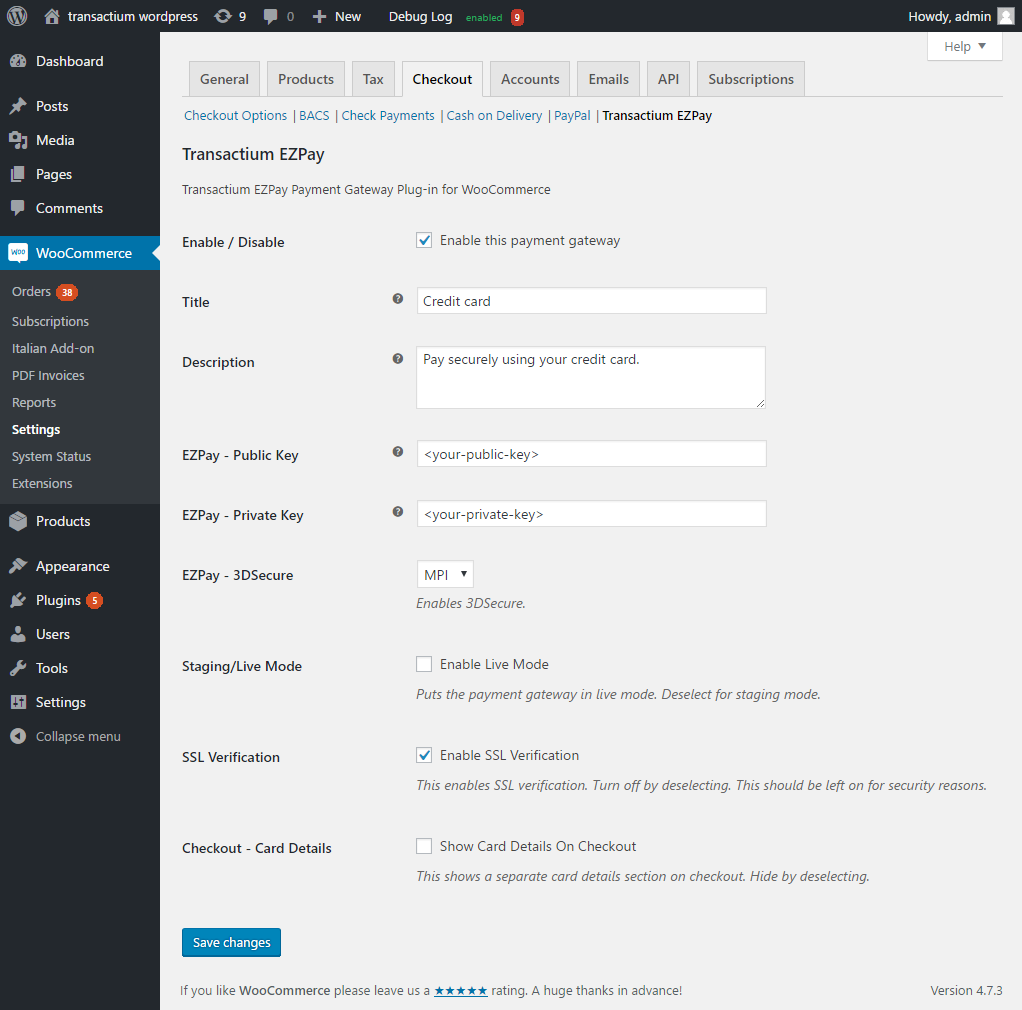 transactium wordpress 9 0 New Debug Log enabled 9 Howdy, admin
Help
Dashboard
Posts
Media
Pages
Comments
Woo WooCommerce
Orders 38
Subscriptions
Italian Add-on
PDF Invoices
Reports
Settings
System Status
Extensions
Products
Appearance
Plugins 5
Users
Tools
Settings
Collapse menu
General Products Tax Checkout Accounts Emails API Subscriptions
Checkout Options | BACS | Check Payments | Cash on Delivery | PayPal | Transactium EZPay
Transactium EZPay
Transactium EZPay Payment Gateway Plug-in for WooCommerce
Enable / Disable Enable this payment gateway
Title ? Credit card
Description ? Pay securely using your credit card.
EZPay - Public Key ? <your-public-key>
EZPay - Private Key ? <your-private-key>
EZPay - 3DSecure MPI ▼
Enables 3DSecure.
Staging/Live Mode Enable Live Mode
Puts the payment gateway in live mode. Deselect for staging mode.
SSL Verification Enable SSL Verification
This enables SSL verification. Turn off by deselecting. This should be left on for security reasons.
Checkout - Card Details Show Card Details On Checkout
This shows a separate card details section on checkout. Hide by deselecting.
Save changes
If you like WooCommerce please leave us a ★★★★★ rating. A huge thanks in advance! Version 4.7.3